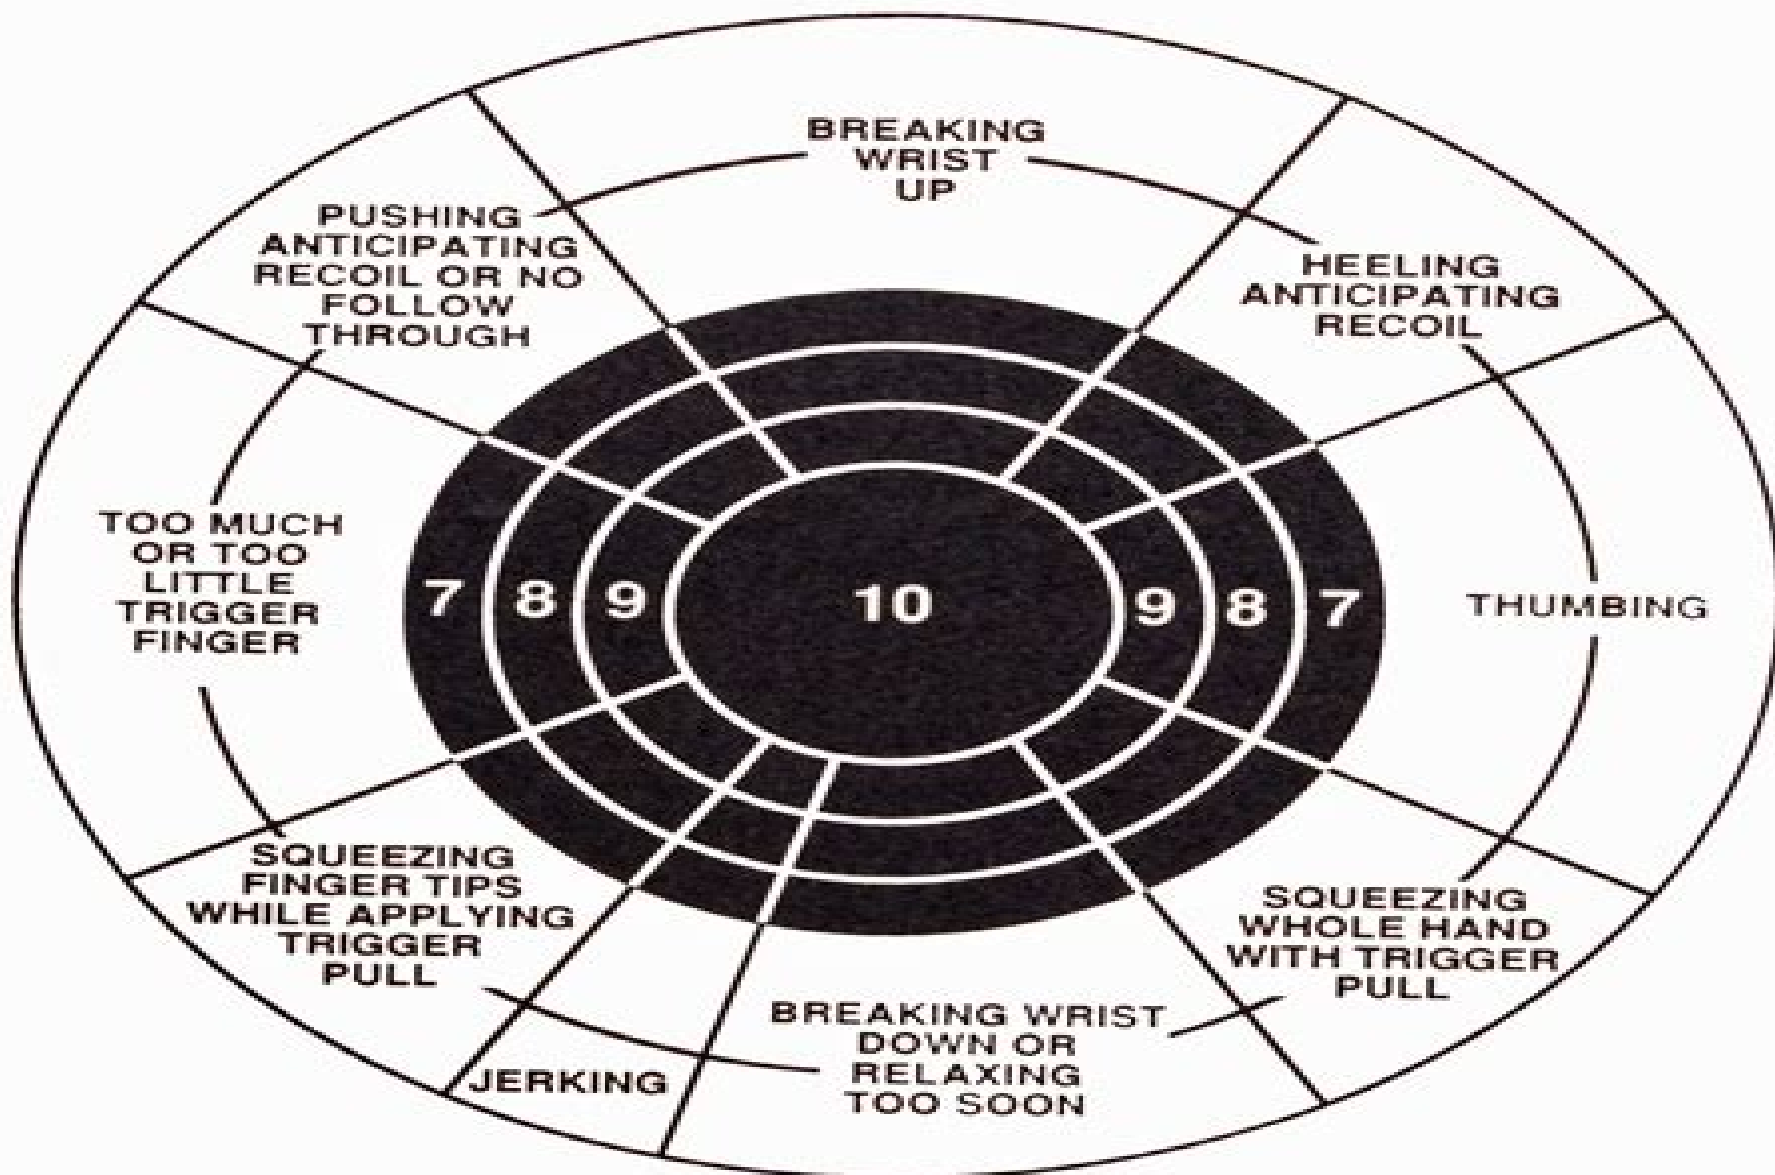 BREAKING
WRIST
UP
PUSHING
ANTICIPATING
RECOIL OR NO
FOLLOW
THROUGH
HEELING
ANTICIPATING
RECOIL
TOO MUCH
OR TOO
LITTLE
TRIGGER
FINGER
7 8 9 10 9 8 7
THUMBING
SQUEEZING
FINGER TIPS
WHILE APPLYING
TRIGGER
PULL
SQUEEZING
WHOLE HAND
WITH TRIGGER
PULL
JERKING
BREAKING WRIST
DOWN OR
RELAXING
TOO SOON